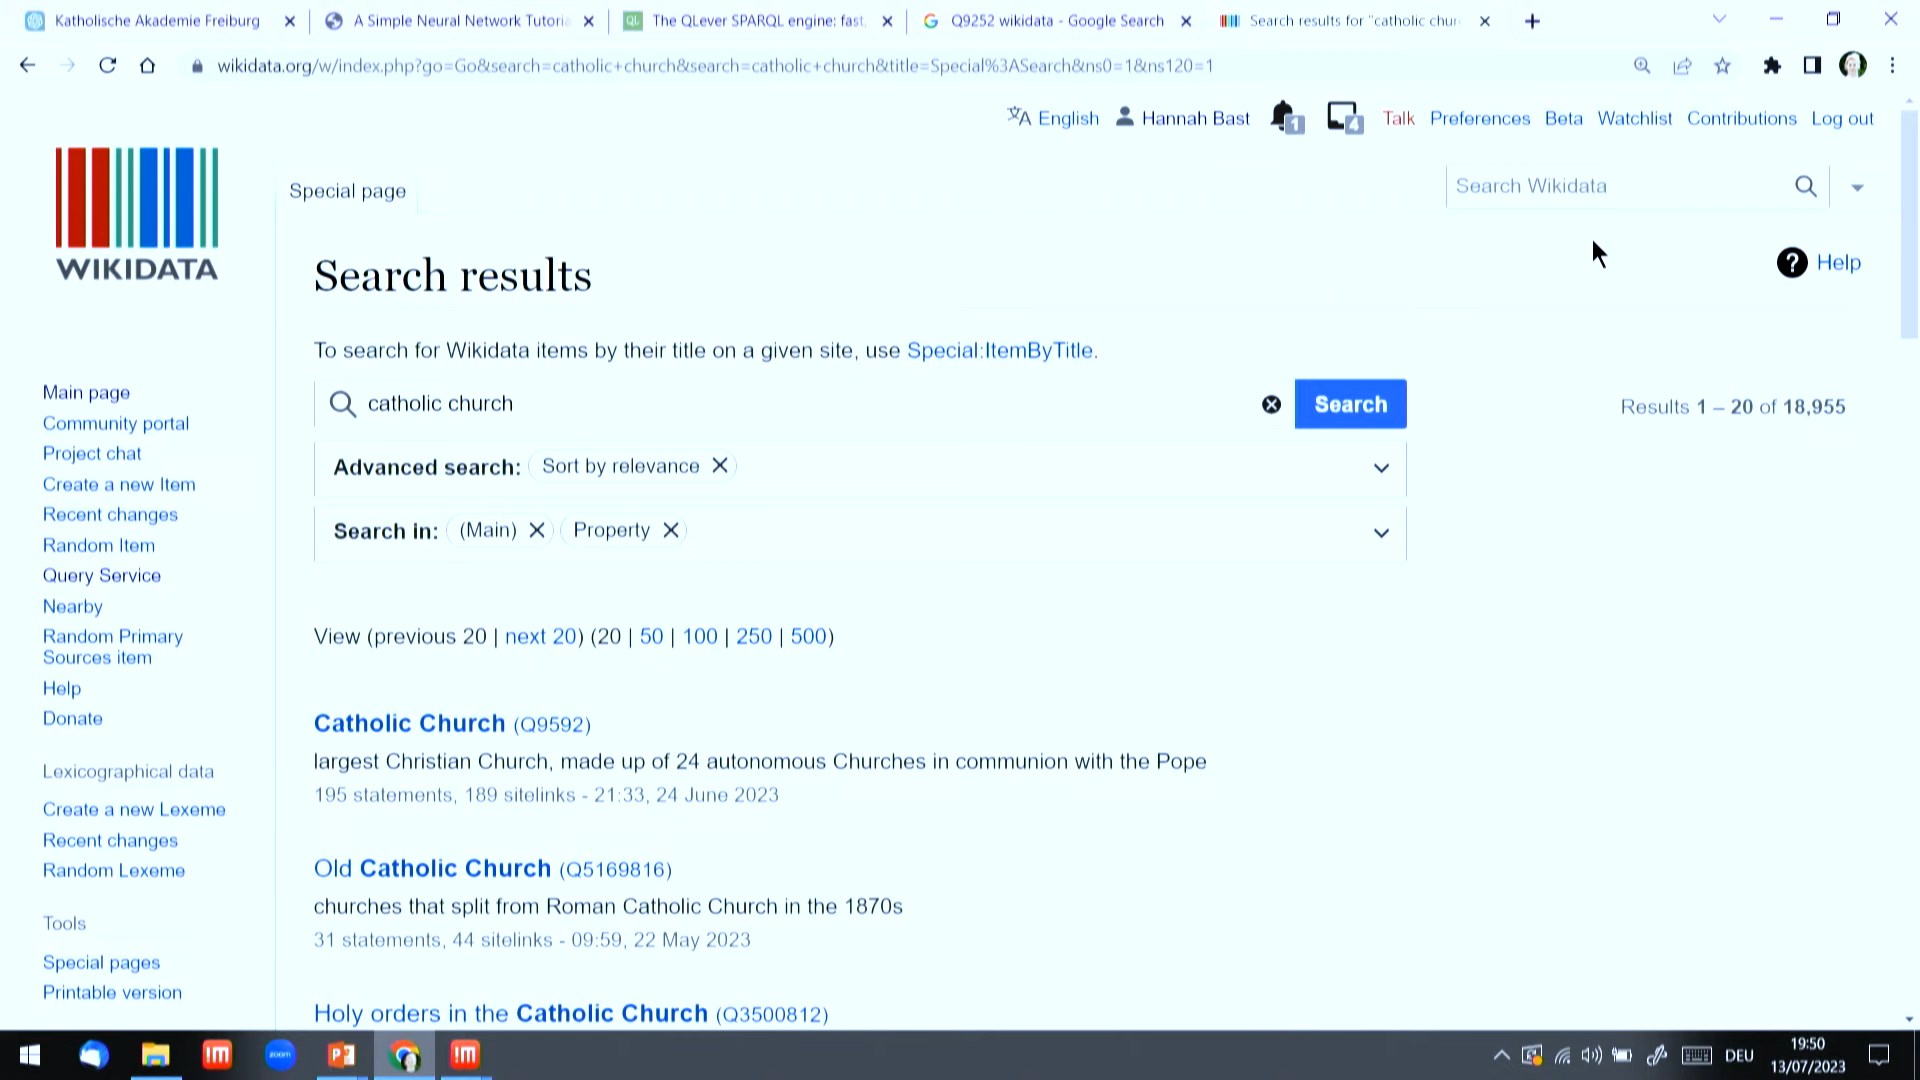 Katholische Akademie Freiburg
A Simple Neural Network Tutori
The QLever SPARQL engine: fast,
Q9252 wikidata - Google Search
Search results for "catholic chur
wikidata.org/w/index.php?go=Go&search=catholic+church&search=catholic+church&title=Special%3ASearch&ns0=1&ns120=1
English
Hannah Bast
1
4
Talk
Preferences
Beta
Watchlist
Contributions
Log out
WIKIDATA
Special page
Search Wikidata
Search results
Help
To search for Wikidata items by their title on a given site, use Special:ItemByTitle.
catholic church
Search
Results 1 – 20 of 18,955
Advanced search: Sort by relevance
Search in: (Main) Property
View (previous 20 | next 20) (20 | 50 | 100 | 250 | 500)
Catholic Church (Q9592)
largest Christian Church, made up of 24 autonomous Churches in communion with the Pope
195 statements, 189 sitelinks - 21:33, 24 June 2023
Old Catholic Church (Q5169816)
churches that split from Roman Catholic Church in the 1870s
31 statements, 44 sitelinks - 09:59, 22 May 2023
Holy orders in the Catholic Church (Q3500812)
Main page
Community portal
Project chat
Create a new Item
Recent changes
Random Item
Query Service
Nearby
Random Primary
Sources item
Help
Donate
Lexicographical data
Create a new Lexeme
Recent changes
Random Lexeme
Tools
Special pages
Printable version
zoom
DEU
19:50
13/07/2023